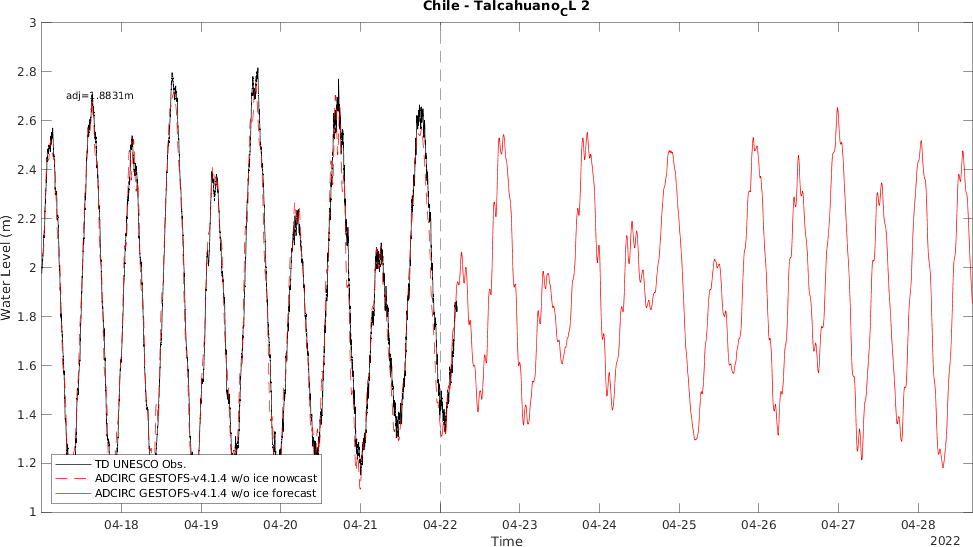 Chile - Talcahuano_CL 2
Water Level (m)
3
2.8
2.6
2.4
2.2
2
1.8
1.6
1.4
1.2
1
adj=1.8831m
TD UNESCO Obs.
ADCIRC GESTOFS-v4.1.4 w/o ice nowcast
ADCIRC GESTOFS-v4.1.4 w/o ice forecast
04-18 04-19 04-20 04-21 04-22 04-23 04-24 04-25 04-26 04-27 04-28
Time
2022